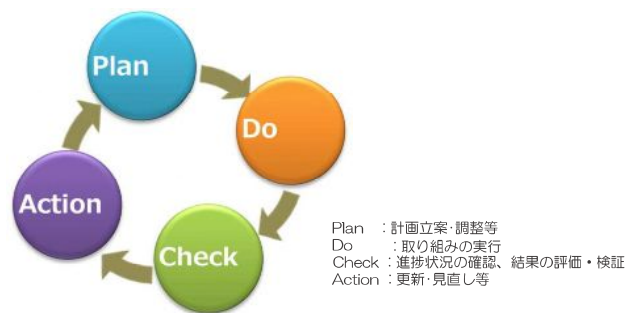 Plan
Do
Action
Check
Plan :計画立案･調整等
Do :取り組みの実行
Check :進捗状況の確認、結果の評価・検証
Action :更新･見直し等